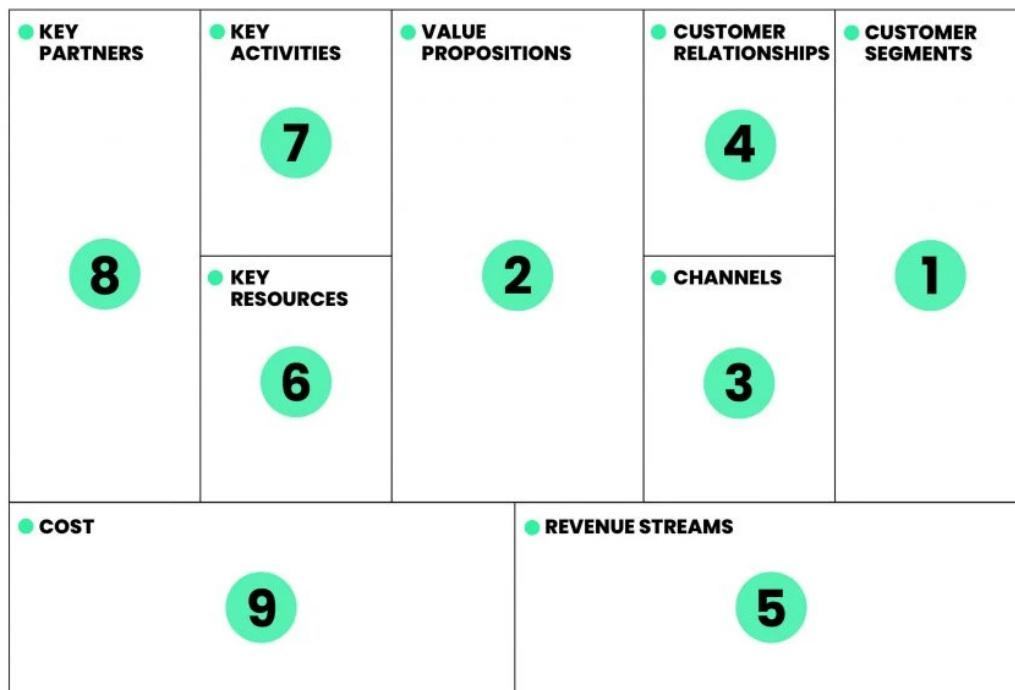 KEY
PARTNERS
8
KEY
ACTIVITIES
7
KEY
RESOURCES
6
VALUE
PROPOSITIONS
2
CUSTOMER
RELATIONSHIPS
4
CHANNELS
3
CUSTOMER
SEGMENTS
1
COST
9
REVENUE STREAMS
5